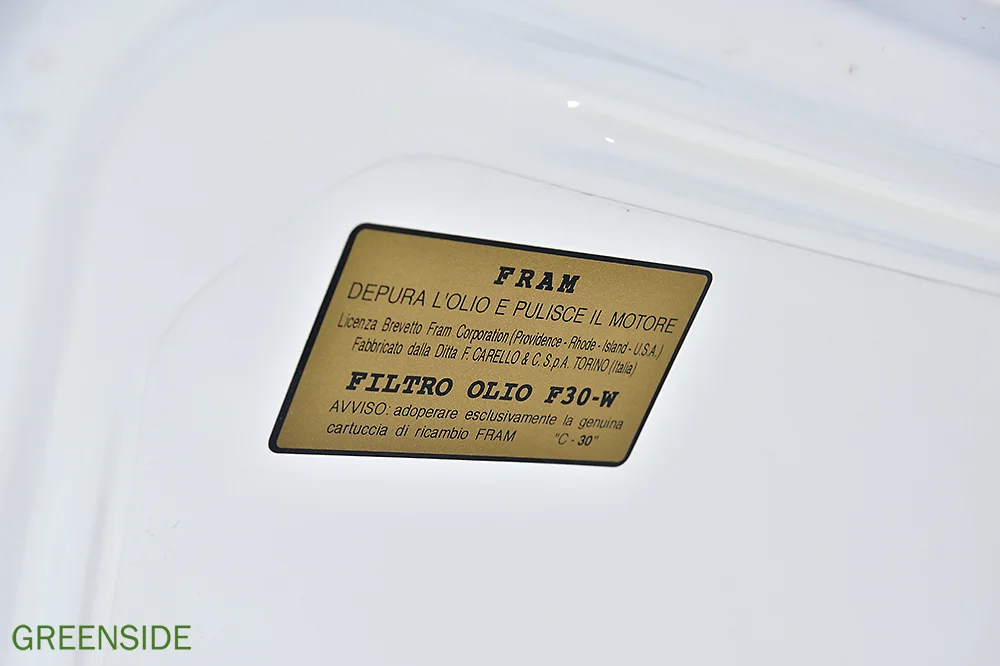 FRAM
DEPURA L'OLIO E PULISCE IL MOTORE
Licenza Brevetto Fram Corporation (Providence - Rhode - Island - U.S.A.)
Fabbricato dalla Ditta F. CARELLO & C. S.p.A. TORINO (Italia)
FILTRO OLIO F30-W
AVVISO: adoperare esclusivamente la genuina
cartuccia di ricambio FRAM "C - 30"
GREENSIDE